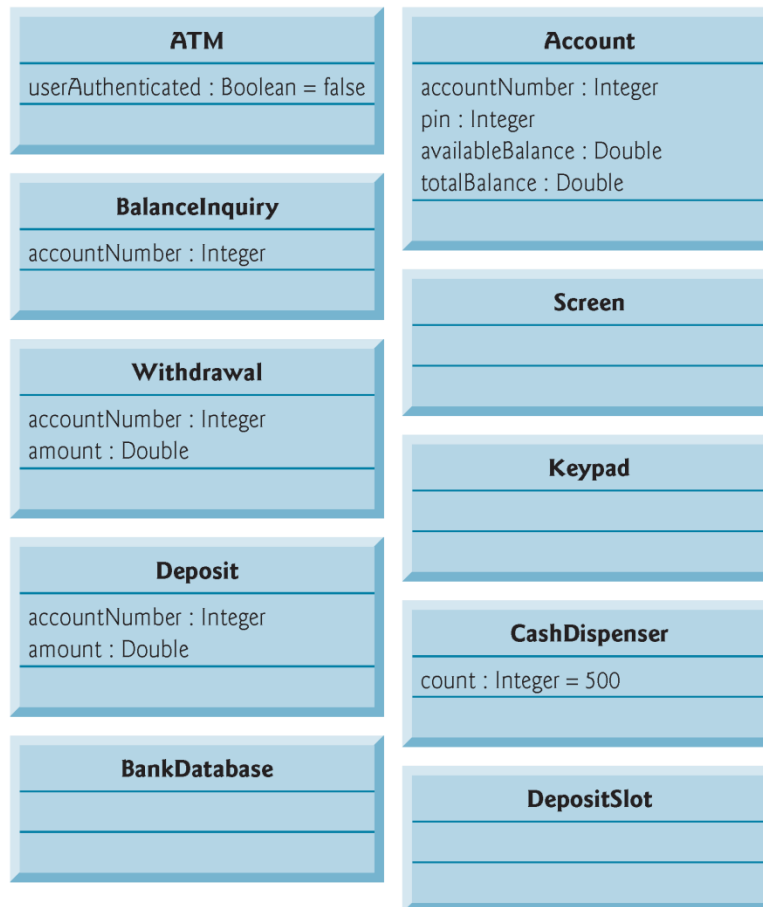 ATM
userAuthenticated : Boolean = false
BalanceInquiry
accountNumber : Integer
Withdrawal
accountNumber : Integer
amount : Double
Deposit
accountNumber : Integer
amount : Double
BankDatabase
Account
accountNumber : Integer
pin : Integer
availableBalance : Double
totalBalance : Double
Screen
Keypad
CashDispenser
count : Integer = 500
DepositSlot